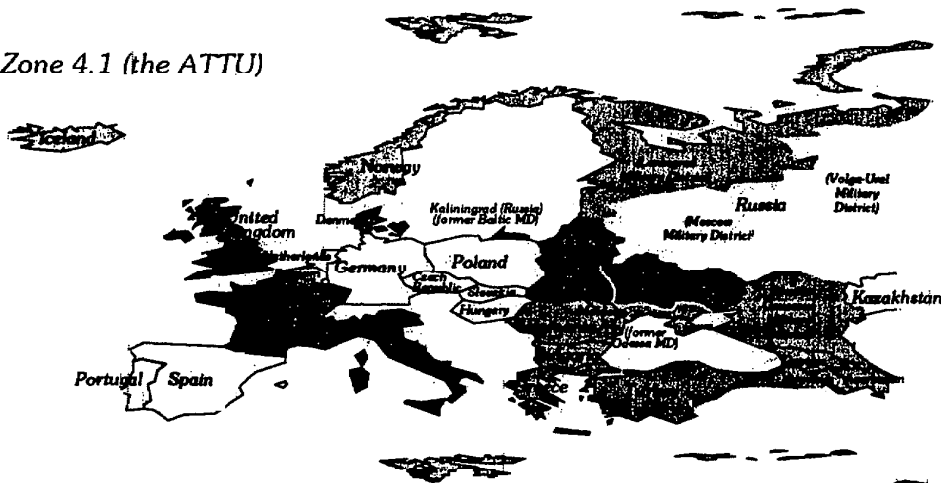 Zone 4.1 (the ATTU)
Iceland
Norway
United
Kingdom
Kaliningrad (Russia)
(former Baltic MD)
(Volga-Ural
Military
District)
Russia
(Moscow
Military District)
Netherlands
Germany
Poland
Czech
Republic
Slovakia
Hungary
Kazakhstan
(former
Odessa MD)
Portugal
Spain